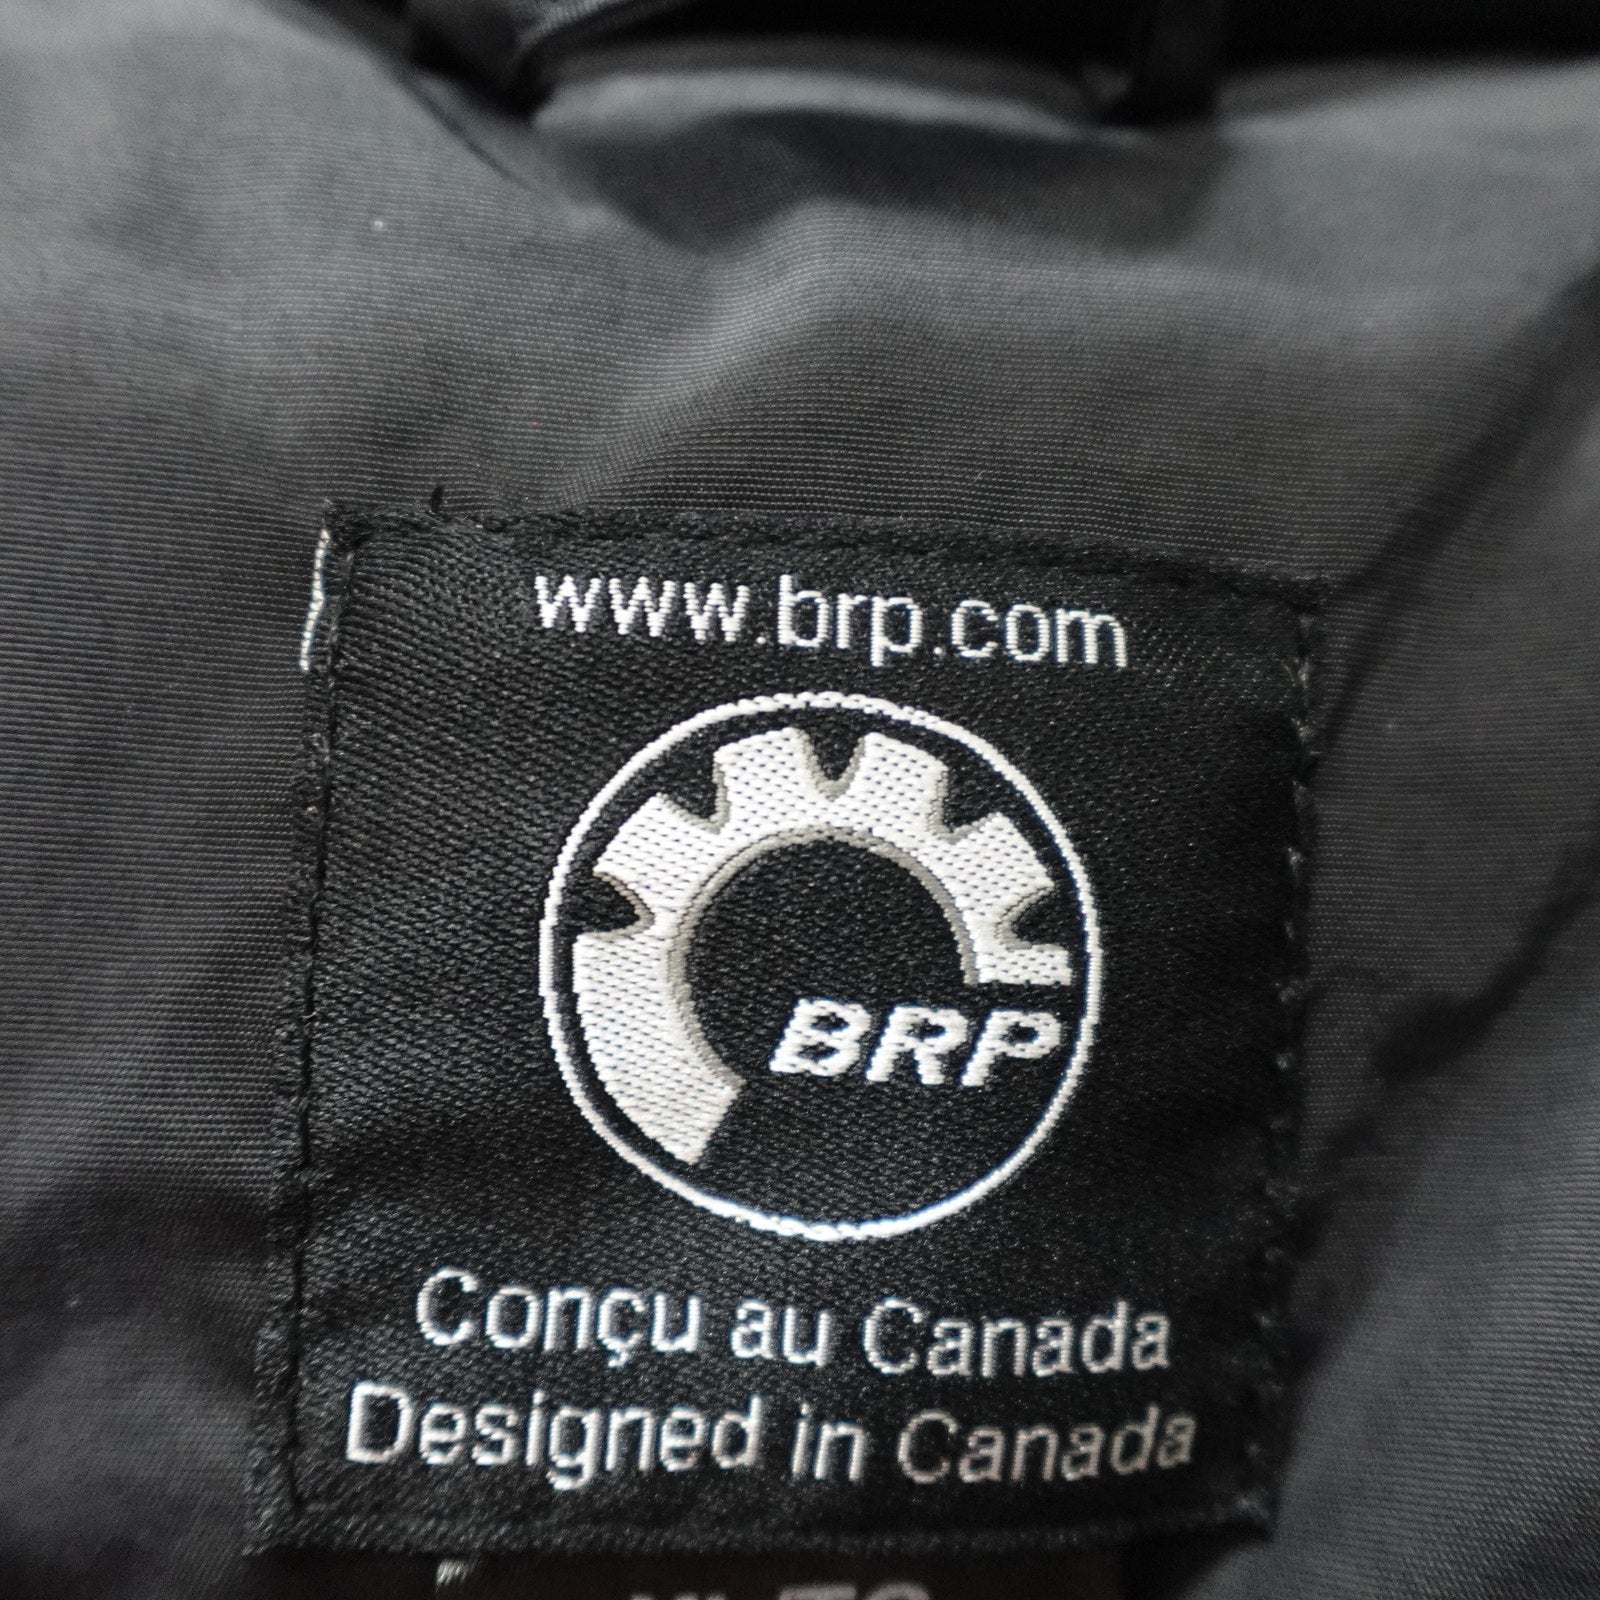 www.brp.com
BRP
Conçu au Canada
Designed in Canada